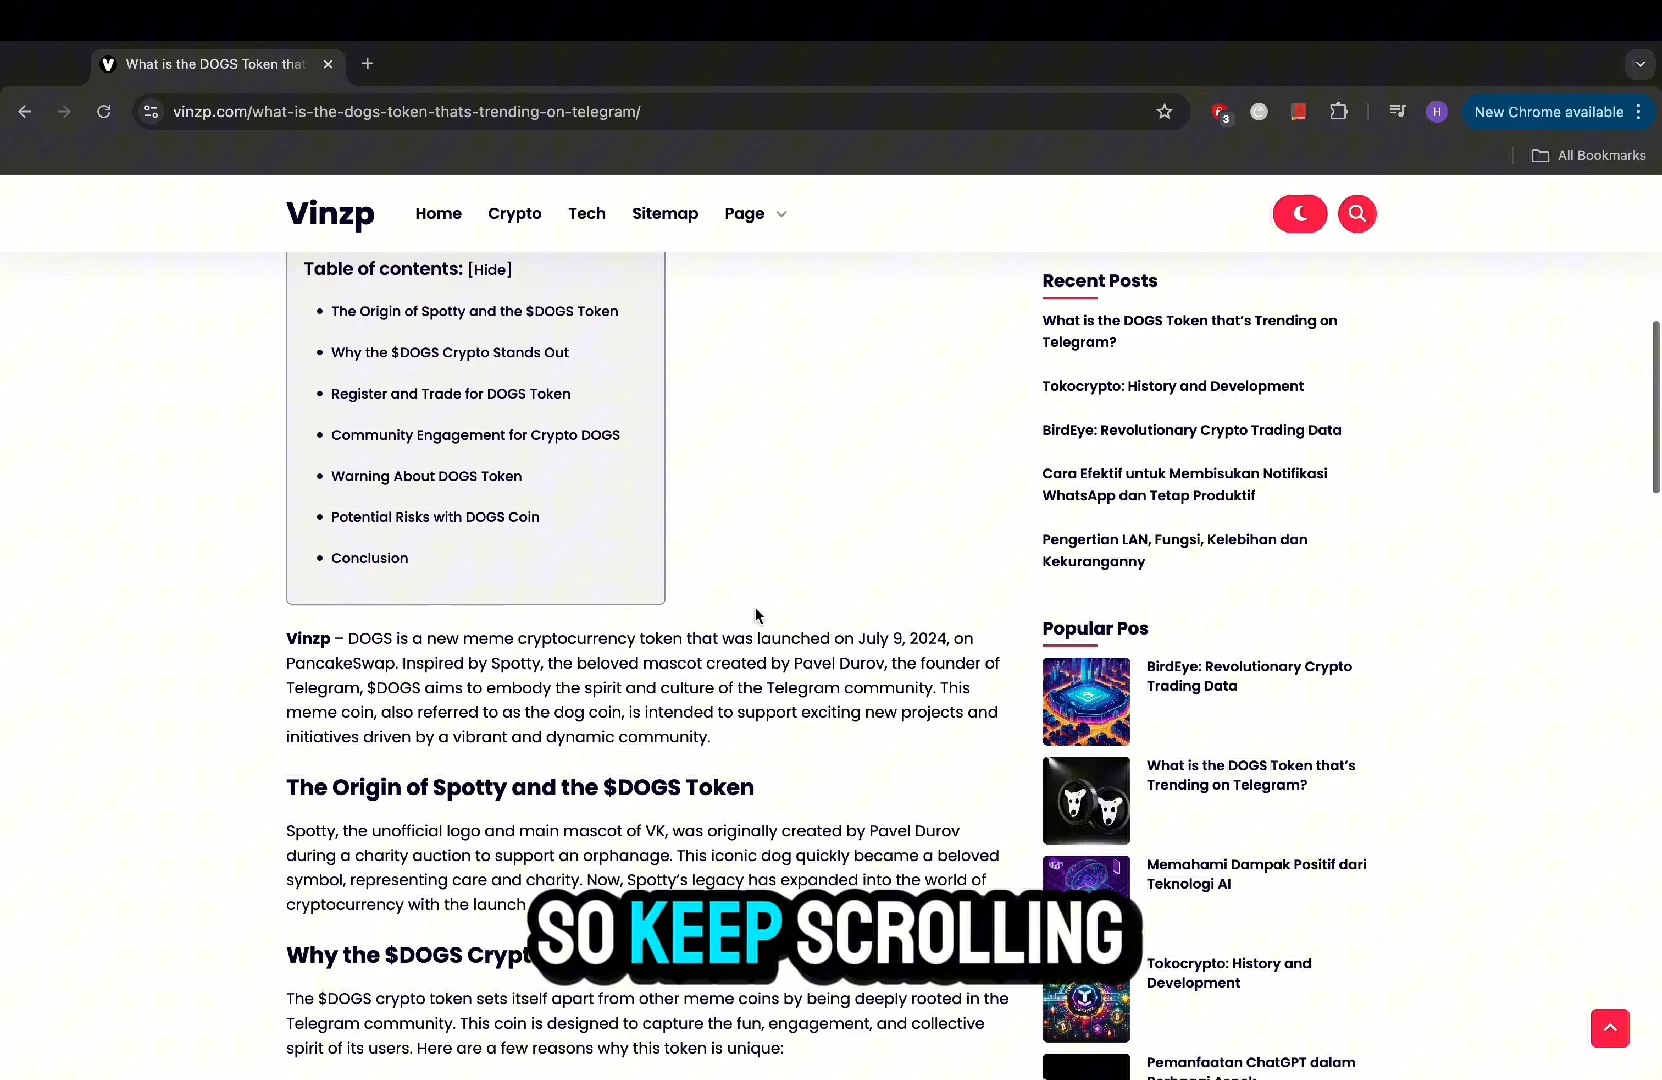 What is the DOGS Token that
vinzp.com/what-is-the-dogs-token-thats-trending-on-telegram/
3
H
New Chrome available
All Bookmarks
Vinzp
Home
Crypto
Tech
Sitemap
Page
Table of contents: [Hide]
The Origin of Spotty and the $DOGS Token
Why the $DOGS Crypto Stands Out
Register and Trade for DOGS Token
Community Engagement for Crypto DOGS
Warning About DOGS Token
Potential Risks with DOGS Coin
Conclusion
Vinzp – DOGS is a new meme cryptocurrency token that was launched on July 9, 2024, on
PancakeSwap. Inspired by Spotty, the beloved mascot created by Pavel Durov, the founder of
Telegram, $DOGS aims to embody the spirit and culture of the Telegram community. This
meme coin, also referred to as the dog coin, is intended to support exciting new projects and
initiatives driven by a vibrant and dynamic community.
The Origin of Spotty and the $DOGS Token
Spotty, the unofficial logo and main mascot of VK, was originally created by Pavel Durov
during a charity auction to support an orphanage. This iconic dog quickly became a beloved
symbol, representing care and charity. Now, Spotty's legacy has expanded into the world of
cryptocurrency with the launch
Why the $DOGS Crypt
SO KEEP SCROLLING
The $DOGS crypto token sets itself apart from other meme coins by being deeply rooted in the
Telegram community. This coin is designed to capture the fun, engagement, and collective
spirit of its users. Here are a few reasons why this token is unique:
Recent Posts
What is the DOGS Token that's Trending on
Telegram?
Tokocrypto: History and Development
BirdEye: Revolutionary Crypto Trading Data
Cara Efektif untuk Membisukan Notifikasi
WhatsApp dan Tetap Produktif
Pengertian LAN, Fungsi, Kelebihan dan
Kekuranganny
Popular Pos
BirdEye: Revolutionary Crypto
Trading Data
What is the DOGS Token that's
Trending on Telegram?
Memahami Dampak Positif dari
Teknologi AI
Tokocrypto: History and
Development
Pemanfaatan ChatGPT dalam